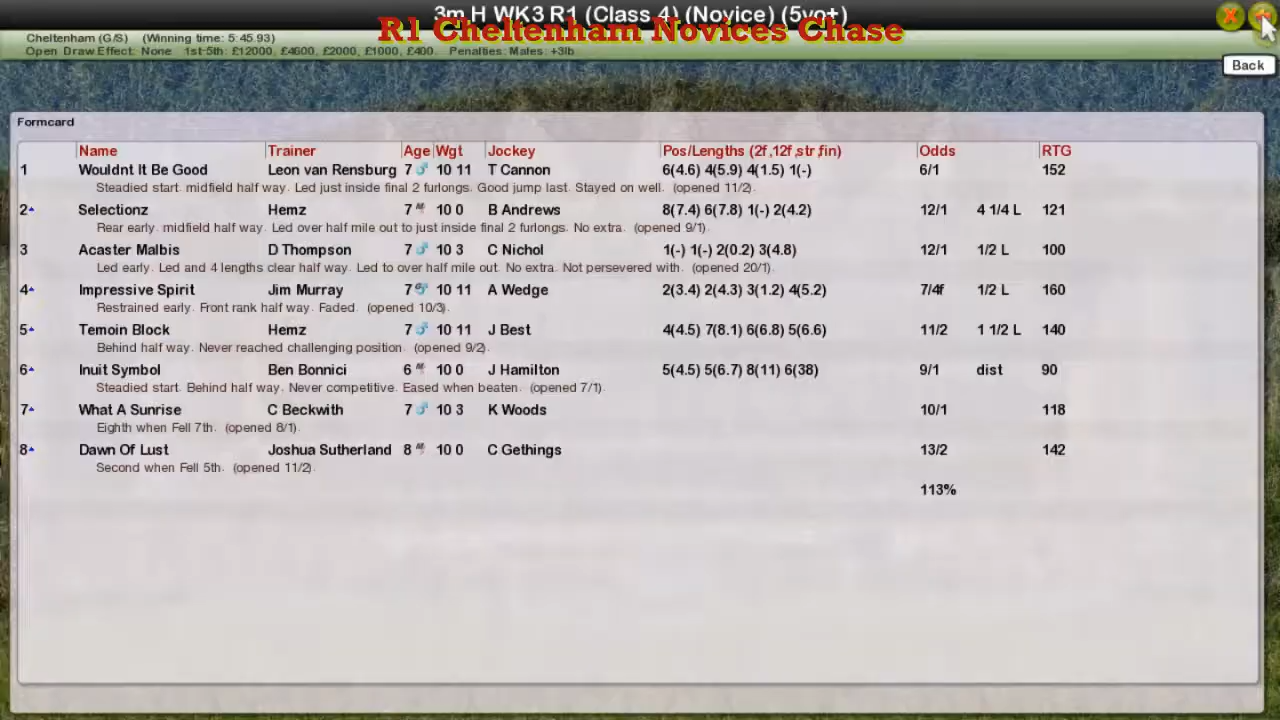 3m H WK3 R1 (Class 4) (Novice) (5yo+)
R1 Cheltenham Novices Chase
Cheltenham (G/S) (Winning time: 5:45.93)
Open Draw Effect: None 1st-5th: £12000, £4600, £2000, £1000, £400. Penalties: Males: +3lb
Back
Formcard
Name Trainer Age Wgt Jockey Pos/Lengths (2f,12f,str,fin) Odds RTG
1 Wouldnt It Be Good Leon van Rensburg 7 10 11 T Cannon 6(4.6) 4(5.9) 4(1.5) 1(-) 6/1 152
Steadied start. midfield half way. Led just inside final 2 furlongs. Good jump last. Stayed on well. (opened 11/2).
2 Selectionz Hemz 7 10 0 B Andrews 8(7.4) 6(7.8) 1(-) 2(4.2) 12/1 4 1/4 L 121
Rear early. midfield half way. Led over half mile out to just inside final 2 furlongs. No extra. (opened 9/1).
3 Acaster Malbis D Thompson 7 10 3 C Nichol 1(-) 1(-) 2(0.2) 3(4.8) 12/1 1/2 L 100
Led early. Led and 4 lengths clear half way. Led to over half mile out. No extra. Not persevered with. (opened 20/1).
4 Impressive Spirit Jim Murray 7 10 11 A Wedge 2(3.4) 2(4.3) 3(1.2) 4(5.2) 7/4f 1/2 L 160
Restrained early. Front rank half way. Faded. (opened 10/3).
5 Temoin Block Hemz 7 10 11 J Best 4(4.5) 7(8.1) 6(6.8) 5(6.6) 11/2 1 1/2 L 140
Behind half way. Never reached challenging position. (opened 9/2).
6 Inuit Symbol Ben Bonnici 6 10 0 J Hamilton 5(4.5) 5(6.7) 8(11) 6(38) 9/1 dist 90
Steadied start. Behind half way. Never competitive. Eased when beaten. (opened 7/1).
7 What A Sunrise C Beckwith 7 10 3 K Woods 10/1 118
Eighth when Fell 7th. (opened 8/1).
8 Dawn Of Lust Joshua Sutherland 8 10 0 C Gethings 13/2 142
Second when Fell 5th. (opened 11/2).
113%